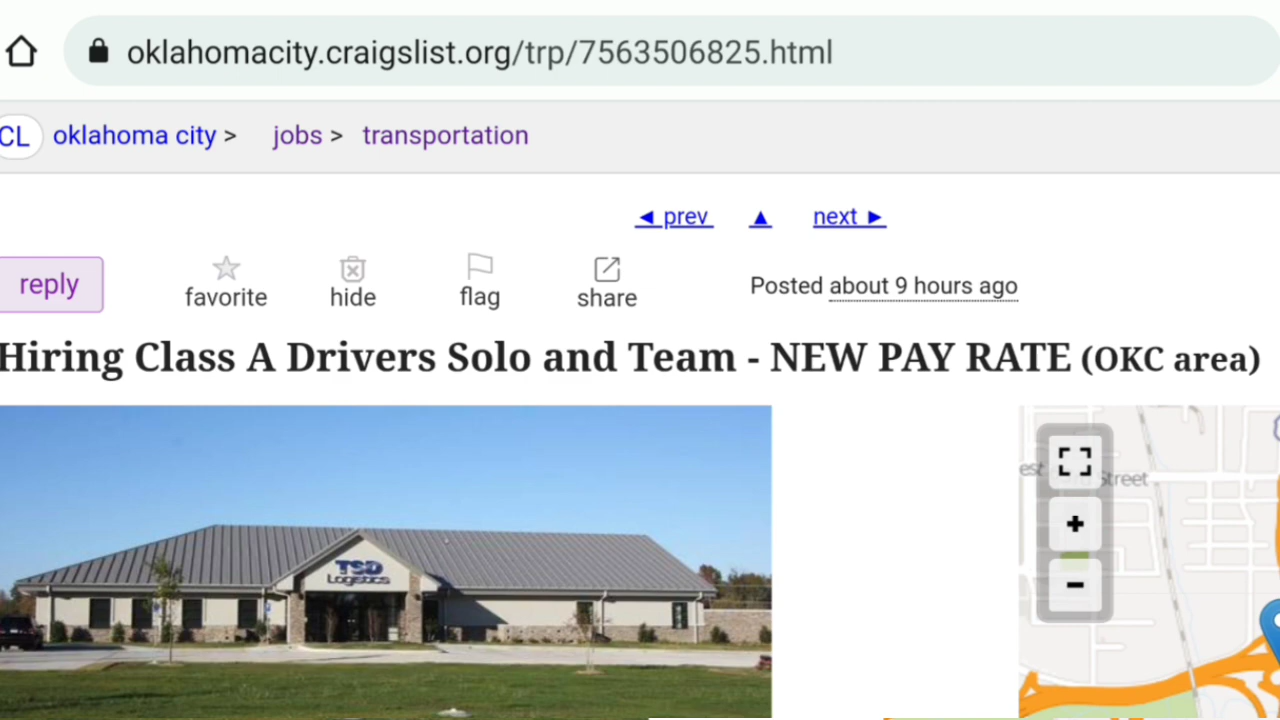 oklahomacity.craigslist.org/trp/7563506825.html
CL oklahoma city > jobs > transportation
◄ prev ▲ next ►
reply
favorite hide flag share
Posted about 9 hours ago
Hiring Class A Drivers Solo and Team - NEW PAY RATE (OKC area)
TSD
Logistics
est Street
+
-